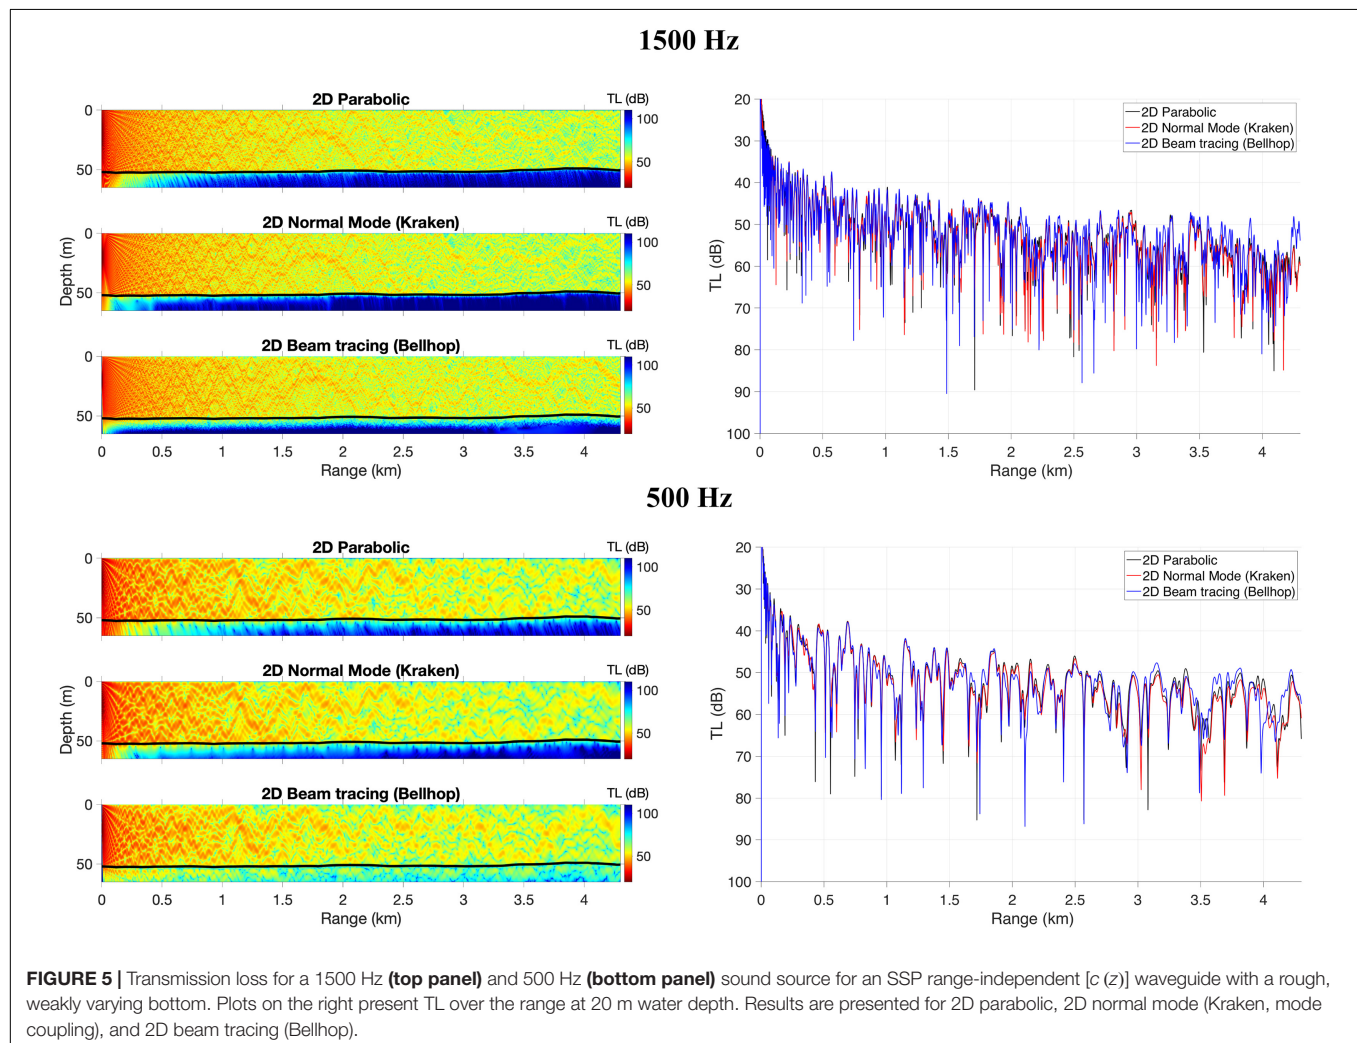 1500 Hz
2D Parabolic
TL (dB)
0
50
100
50
2D Normal Mode (Kraken)
TL (dB)
0
50
100
50
Depth (m)
2D Beam tracing (Bellhop)
TL (dB)
0
50
100
50
0 0.5 1 1.5 2 2.5 3 3.5 4
Range (km)
20
30
40
50
60
70
80
90
100
TL (dB)
2D Parabolic
2D Normal Mode (Kraken)
2D Beam tracing (Bellhop)
0 0.5 1 1.5 2 2.5 3 3.5 4
Range (km)
500 Hz
2D Parabolic
TL (dB)
0
50
100
50
2D Normal Mode (Kraken)
TL (dB)
0
50
100
50
Depth (m)
2D Beam tracing (Bellhop)
TL (dB)
0
50
100
50
0 0.5 1 1.5 2 2.5 3 3.5 4
Range (km)
20
30
40
50
60
70
80
90
100
TL (dB)
2D Parabolic
2D Normal Mode (Kraken)
2D Beam tracing (Bellhop)
0 0.5 1 1.5 2 2.5 3 3.5 4
Range (km)
FIGURE 5 | Transmission loss for a 1500 Hz (top panel) and 500 Hz (bottom panel) sound source for an SSP range-independent [c (z)] waveguide with a rough,
weakly varying bottom. Plots on the right present TL over the range at 20 m water depth. Results are presented for 2D parabolic, 2D normal mode (Kraken, mode
coupling), and 2D beam tracing (Bellhop).